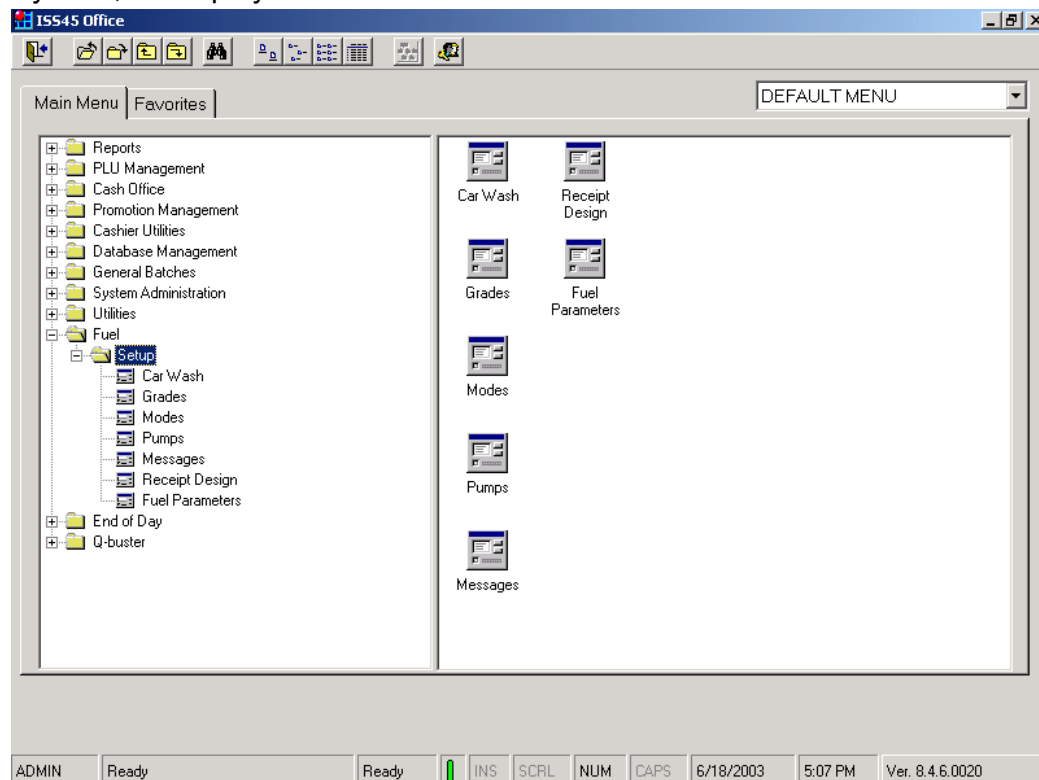 ISS45 Office
Main Menu
Favorites
DEFAULT MENU
Reports
PLU Management
Cash Office
Promotion Management
Cashier Utilities
Database Management
General Batches
System Administration
Utilities
Fuel
Setup
Car Wash
Grades
Modes
Pumps
Messages
Receipt Design
Fuel Parameters
End of Day
Q-buster
Car Wash
Receipt
Design
Grades
Fuel
Parameters
Modes
Pumps
Messages
ADMIN Ready Ready INS SCRL NUM CAPS 6/18/2003 5:07 PM Ver. 8.4.6.0020